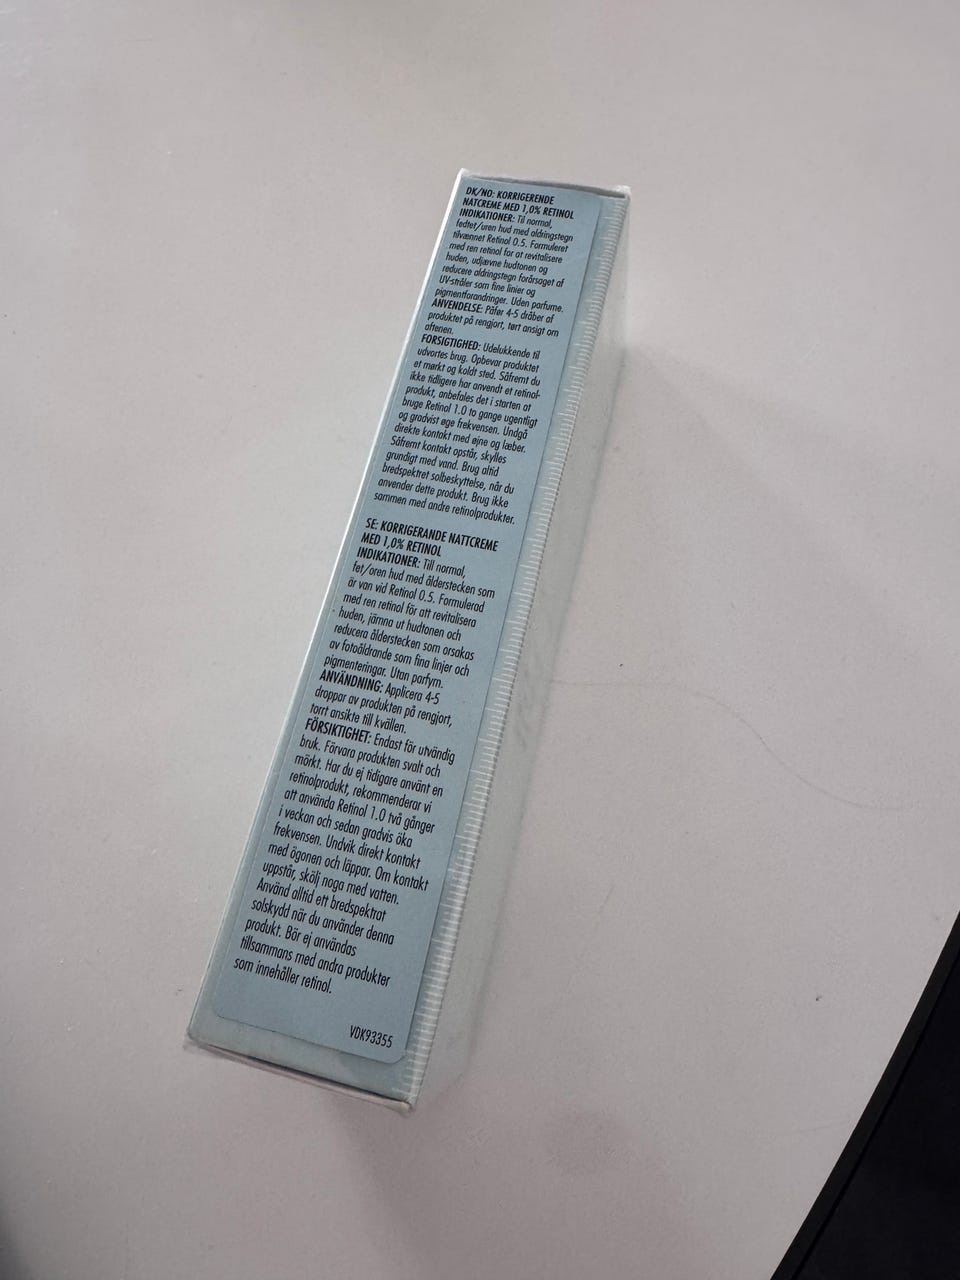 DK/NO: KORRIGERENDE
NATCREME MED 1,0% RETINOL
INDIKATIONER: Til normal,
fedtet/uren hud med aldringstegn
tilvænnet Retinol 0.5. Formuleret
med ren retinol for at revitalisere
huden, udjævne hudtonen og
reducere aldringstegn forårsaget af
UV-stråler som fine linier og
pigmentforandringer. Uden parfume.
ANVENDELSE: Påfør 4-5 dråber af
produktet på rengjort, tørt ansigt om
aftenen.
FORSIGTIGHED: Udelukkende til
udvortes brug. Opbevar produktet
et mørkt og koldt sted. Såfremt du
ikke tidligere har anvendt et retinol-
produkt, anbefales det i starten at
bruge Retinol 1.0 to gange ugentligt
og gradvist øge frekvensen. Undgå
direkte kontakt med øjne og læber.
Såfremt kontakt opstår, skylles
grundigt med vand. Brug altid
bredspektret solbeskyttelse, når du
anvender dette produkt. Brug ikke
sammen med andre retinolprodukter.
SE: KORRIGERANDE NATTCREME
MED 1,0% RETINOL
INDIKATIONER: Till normal,
fet/oren hud med ålderstecken som
är van vid Retinol 0.5. Formulerad
med ren retinol för att revitalisera
huden, jämna ut hudtonen och
reducera ålderstecken som orsakas
av fotoåldrande som fina linjer och
pigmenteringar. Utan parfym.
ANVÄNDNING: Applicera 4-5
droppar av produkten på rengjort,
torrt ansikte till kvällen.
FÖRSIKTIGHET: Endast för utvändig
bruk. Förvara produkten svalt och
mörkt. Har du ej tidigare använt en
retinolprodukt, rekommenderar vi
att använda Retinol 1.0 två gånger
i veckan och sedan gradvis öka
frekvensen. Undvik direkt kontakt
med ögonen och läppar. Om kontakt
uppstår, skölj noga med vatten.
Använd alltid ett bredspektrat
solskydd när du använder denna
produkt. Bör ej användas
tillsammans med andra produkter
som innehåller retinol.
VDK93355